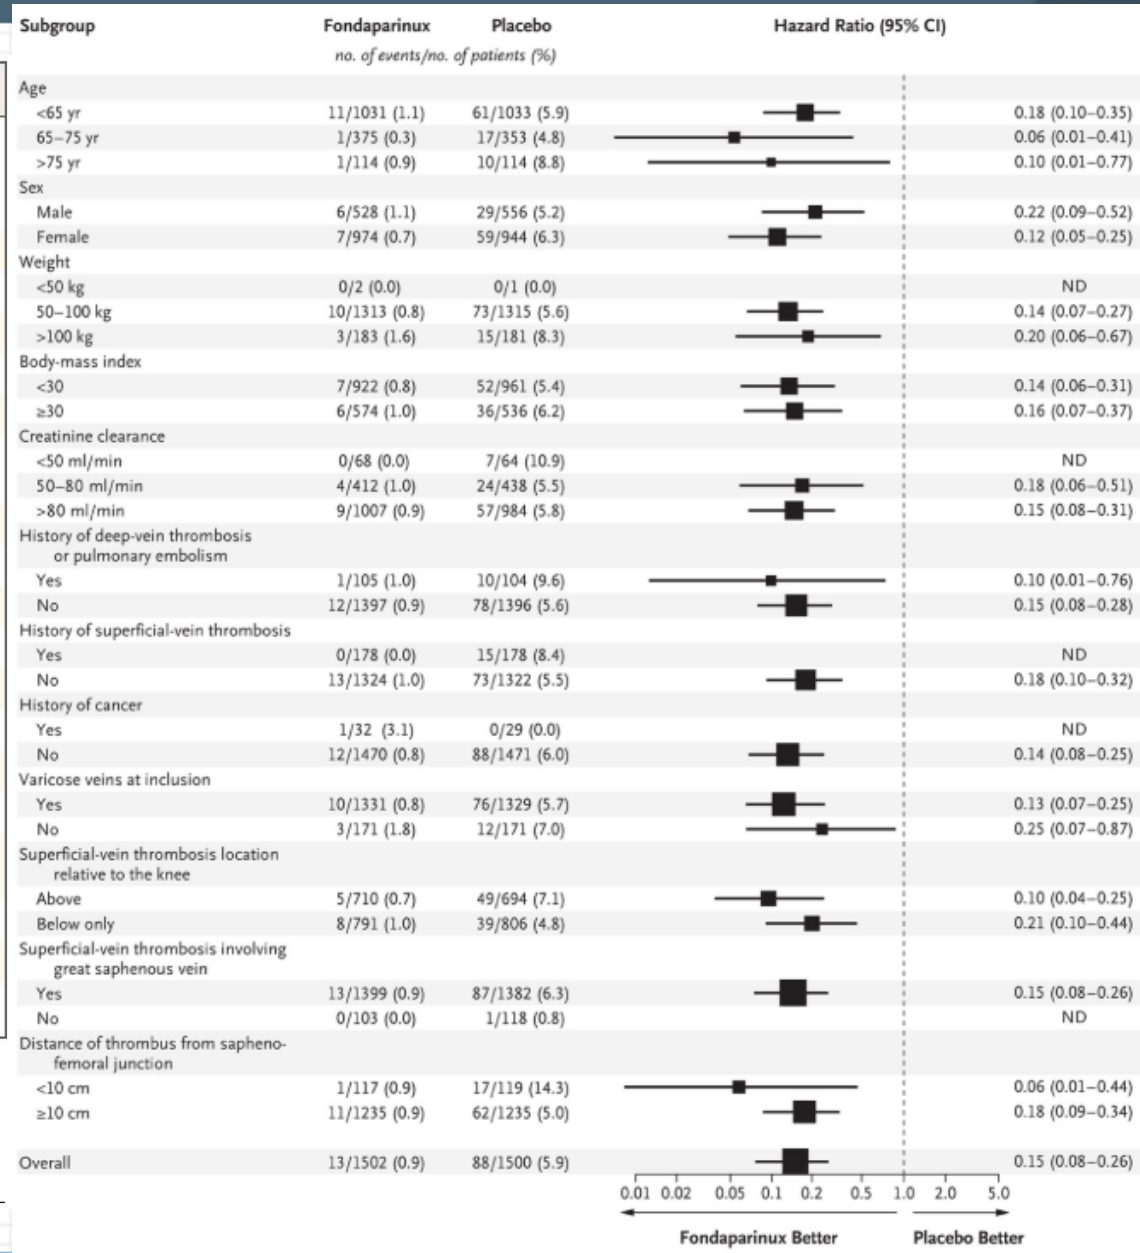 Subgroup Fondaparinux Placebo Hazard Ratio (95% CI)
no. of events/no. of patients (%)
Age
<65 yr 11/1031 (1.1) 61/1033 (5.9) 0.18 (0.10–0.35)
65–75 yr 1/375 (0.3) 17/353 (4.8) 0.06 (0.01–0.41)
>75 yr 1/114 (0.9) 10/114 (8.8) 0.10 (0.01–0.77)
Sex
Male 6/528 (1.1) 29/556 (5.2) 0.22 (0.09–0.52)
Female 7/974 (0.7) 59/944 (6.3) 0.12 (0.05–0.25)
Weight
<50 kg 0/2 (0.0) 0/1 (0.0) ND
50–100 kg 10/1313 (0.8) 73/1315 (5.6) 0.14 (0.07–0.27)
>100 kg 3/183 (1.6) 15/181 (8.3) 0.20 (0.06–0.67)
Body-mass index
<30 7/922 (0.8) 52/961 (5.4) 0.14 (0.06–0.31)
≥30 6/574 (1.0) 36/536 (6.2) 0.16 (0.07–0.37)
Creatinine clearance
<50 ml/min 0/68 (0.0) 7/64 (10.9) ND
50–80 ml/min 4/412 (1.0) 24/438 (5.5) 0.18 (0.06–0.51)
>80 ml/min 9/1007 (0.9) 57/984 (5.8) 0.15 (0.08–0.31)
History of deep-vein thrombosis
or pulmonary embolism
Yes 1/105 (1.0) 10/104 (9.6) 0.10 (0.01–0.76)
No 12/1397 (0.9) 78/1396 (5.6) 0.15 (0.08–0.28)
History of superficial-vein thrombosis
Yes 0/178 (0.0) 15/178 (8.4) ND
No 13/1324 (1.0) 73/1322 (5.5) 0.18 (0.10–0.32)
History of cancer
Yes 1/32 (3.1) 0/29 (0.0) ND
No 12/1470 (0.8) 88/1471 (6.0) 0.14 (0.08–0.25)
Varicose veins at inclusion
Yes 10/1331 (0.8) 76/1329 (5.7) 0.13 (0.07–0.25)
No 3/171 (1.8) 12/171 (7.0) 0.25 (0.07–0.87)
Superficial-vein thrombosis location
relative to the knee
Above 5/710 (0.7) 49/694 (7.1) 0.10 (0.04–0.25)
Below only 8/791 (1.0) 39/806 (4.8) 0.21 (0.10–0.44)
Superficial-vein thrombosis involving
great saphenous vein
Yes 13/1399 (0.9) 87/1382 (6.3) 0.15 (0.08–0.26)
No 0/103 (0.0) 1/118 (0.8) ND
Distance of thrombus from sapheno-
femoral junction
<10 cm 1/117 (0.9) 17/119 (14.3) 0.06 (0.01–0.44)
≥10 cm 11/1235 (0.9) 62/1235 (5.0) 0.18 (0.09–0.34)
Overall 13/1502 (0.9) 88/1500 (5.9) 0.15 (0.08–0.26)
0.01 0.02 0.05 0.1 0.2 0.5 1.0 2.0 5.0
Fondaparinux Better Placebo Better